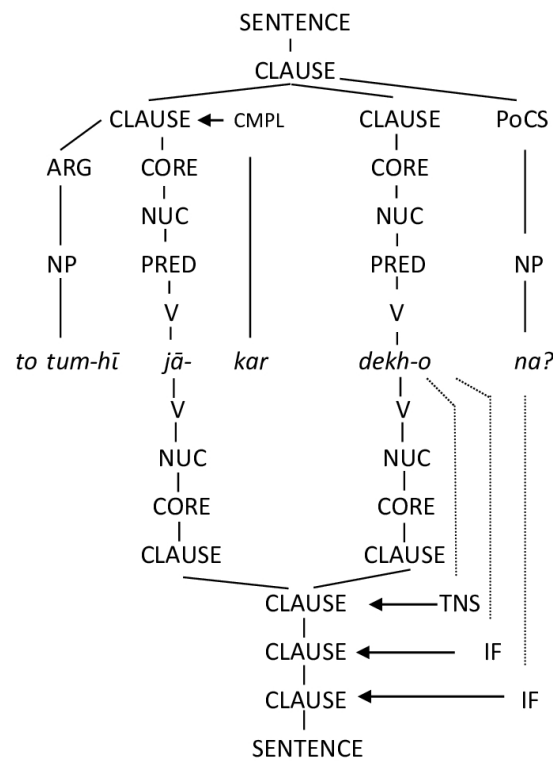 SENTENCE
CLAUSE
CLAUSE CMPL CLAUSE PoCS
ARG CORE CORE
NUC NUC
NP PRED PRED NP
V V
to tum-hī jā- kar dekh-o na?
V V
NUC NUC
CORE CORE
CLAUSE CLAUSE
CLAUSE TNS
CLAUSE IF
CLAUSE IF
SENTENCE